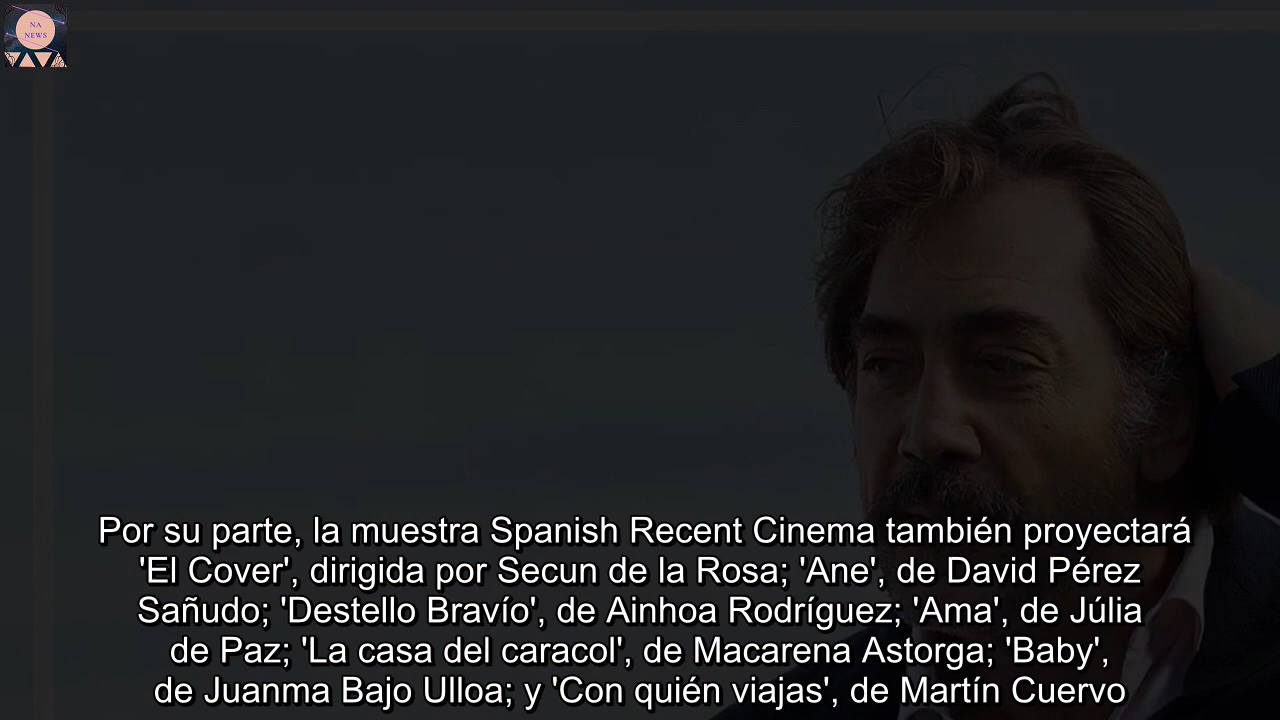 NA
NEWS
Por su parte, la muestra Spanish Recent Cinema también proyectará
'El Cover', dirigida por Secun de la Rosa; 'Ane', de David Pérez
Sañudo; 'Destello Bravío', de Ainhoa Rodríguez; 'Ama', de Júlia
de Paz; 'La casa del caracol', de Macarena Astorga; 'Baby',
de Juanma Bajo Ulloa; y 'Con quién viajas', de Martín Cuervo